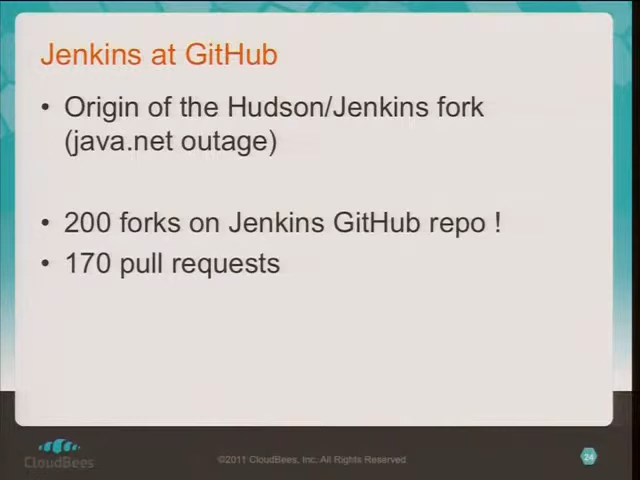 Jenkins at GitHub
• Origin of the Hudson/Jenkins fork
(java.net outage)
• 200 forks on Jenkins GitHub repo !
• 170 pull requests
CloudBees
©2011 CloudBees, Inc. All Rights Reserved.
24